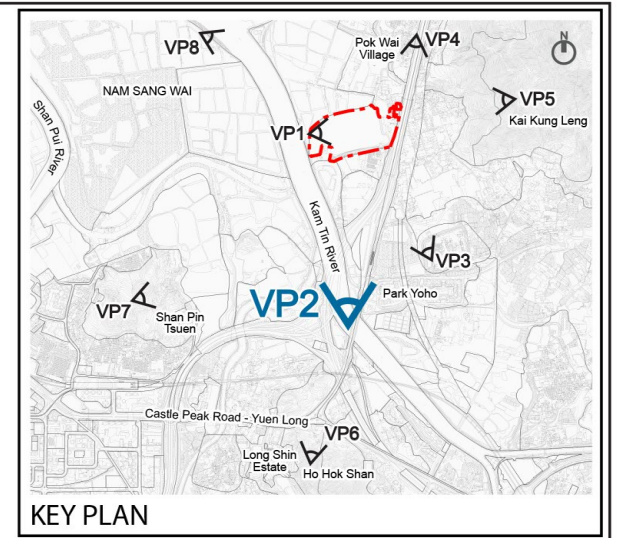 VP8
Pok Wai
Village
VP4
N
NAM SANG WAI
VP5
Kai Kung Leng
Shan Pui River
VP1
Kam Tin River
VP3
VP2
Park Yoho
VP7
Shan Pin
Tsuen
Castle Peak Road - Yuen Long
VP6
Long Shin
Estate
Ho Hok Shan
KEY PLAN